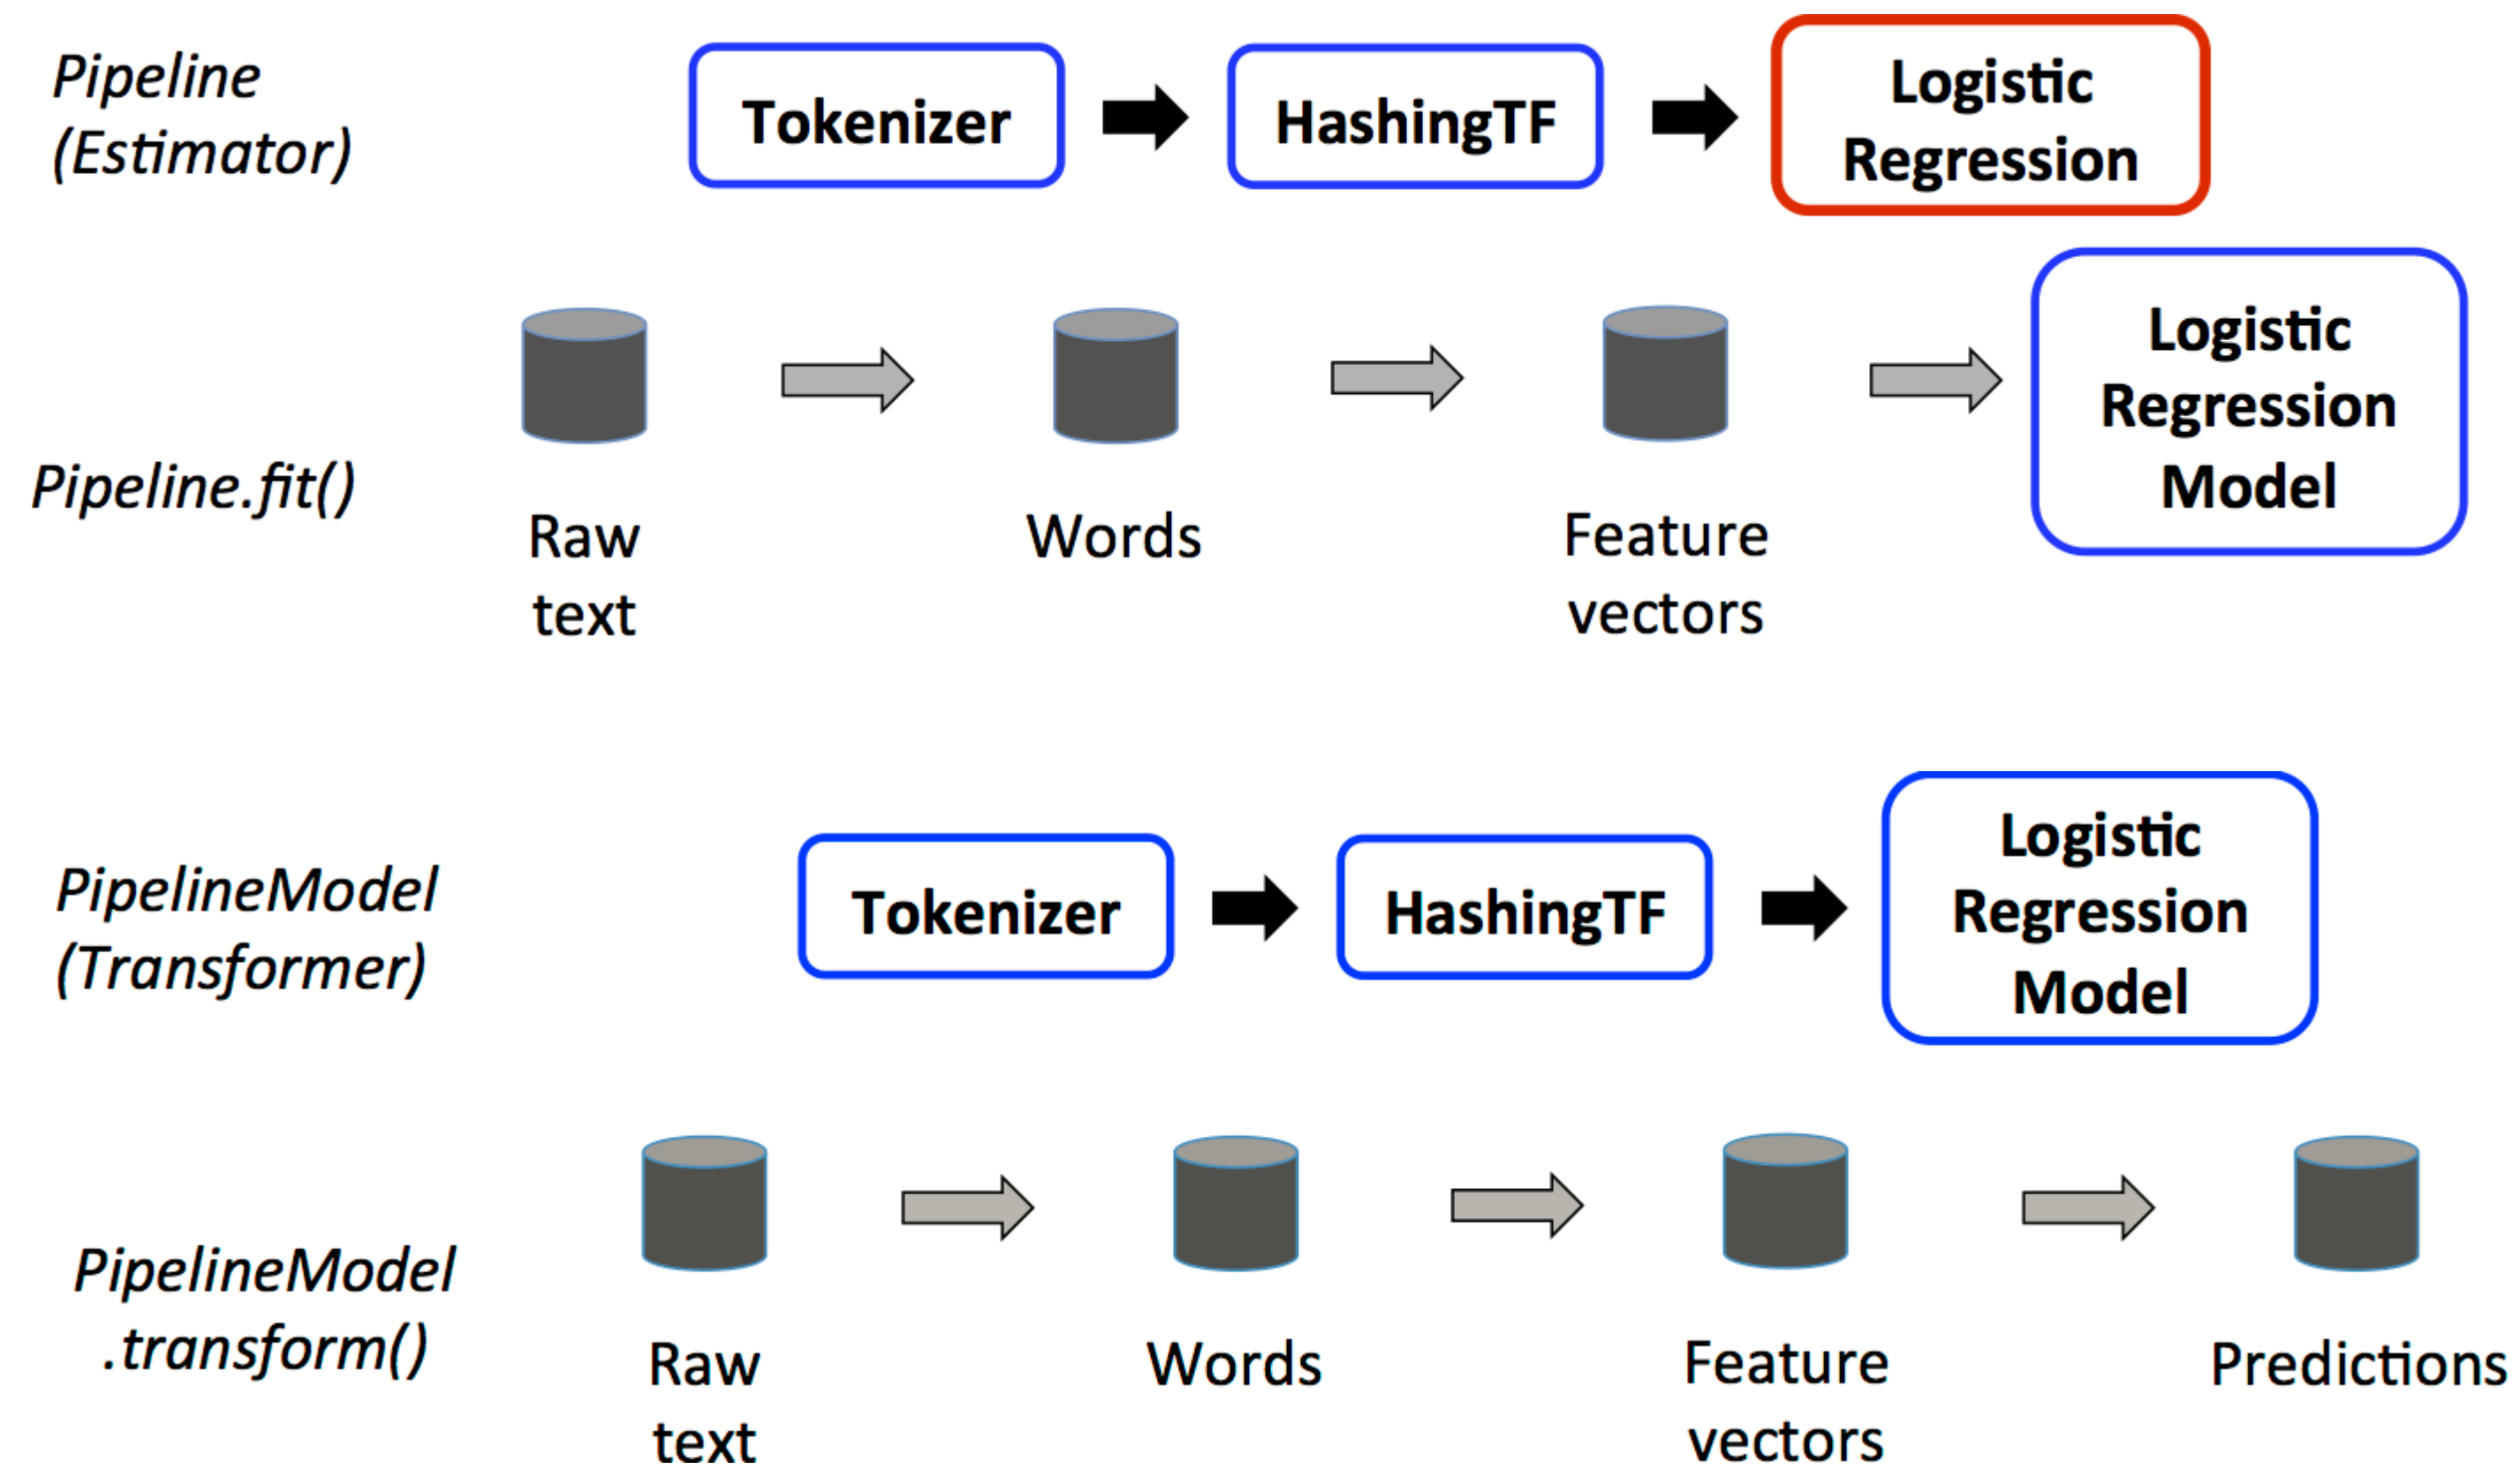 Pipeline
(Estimator)
Tokenizer
HashingTF
Logistic
Regression
Pipeline.fit()
Raw
text
Words
Feature
vectors
Logistic
Regression
Model
PipelineModel
(Transformer)
Tokenizer
HashingTF
Logistic
Regression
Model
PipelineModel
.transform()
Raw
text
Words
Feature
vectors
Predictions